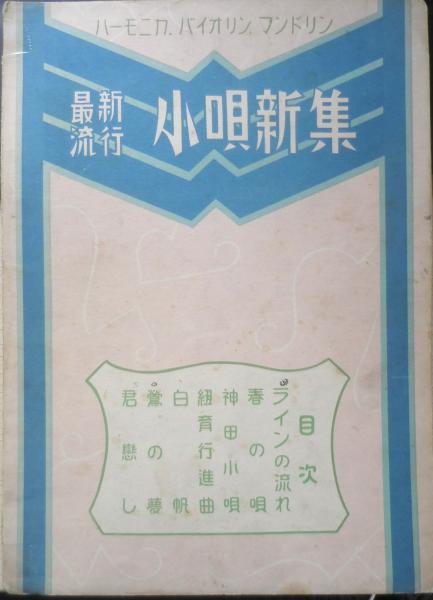 ハーモニカ、バイオリン、マンドリン
最新流行
小唄新集
目次
ラインの流れ
春の唄
神田小唄
紐育行進曲
白帆
鶯の夢
君戀し